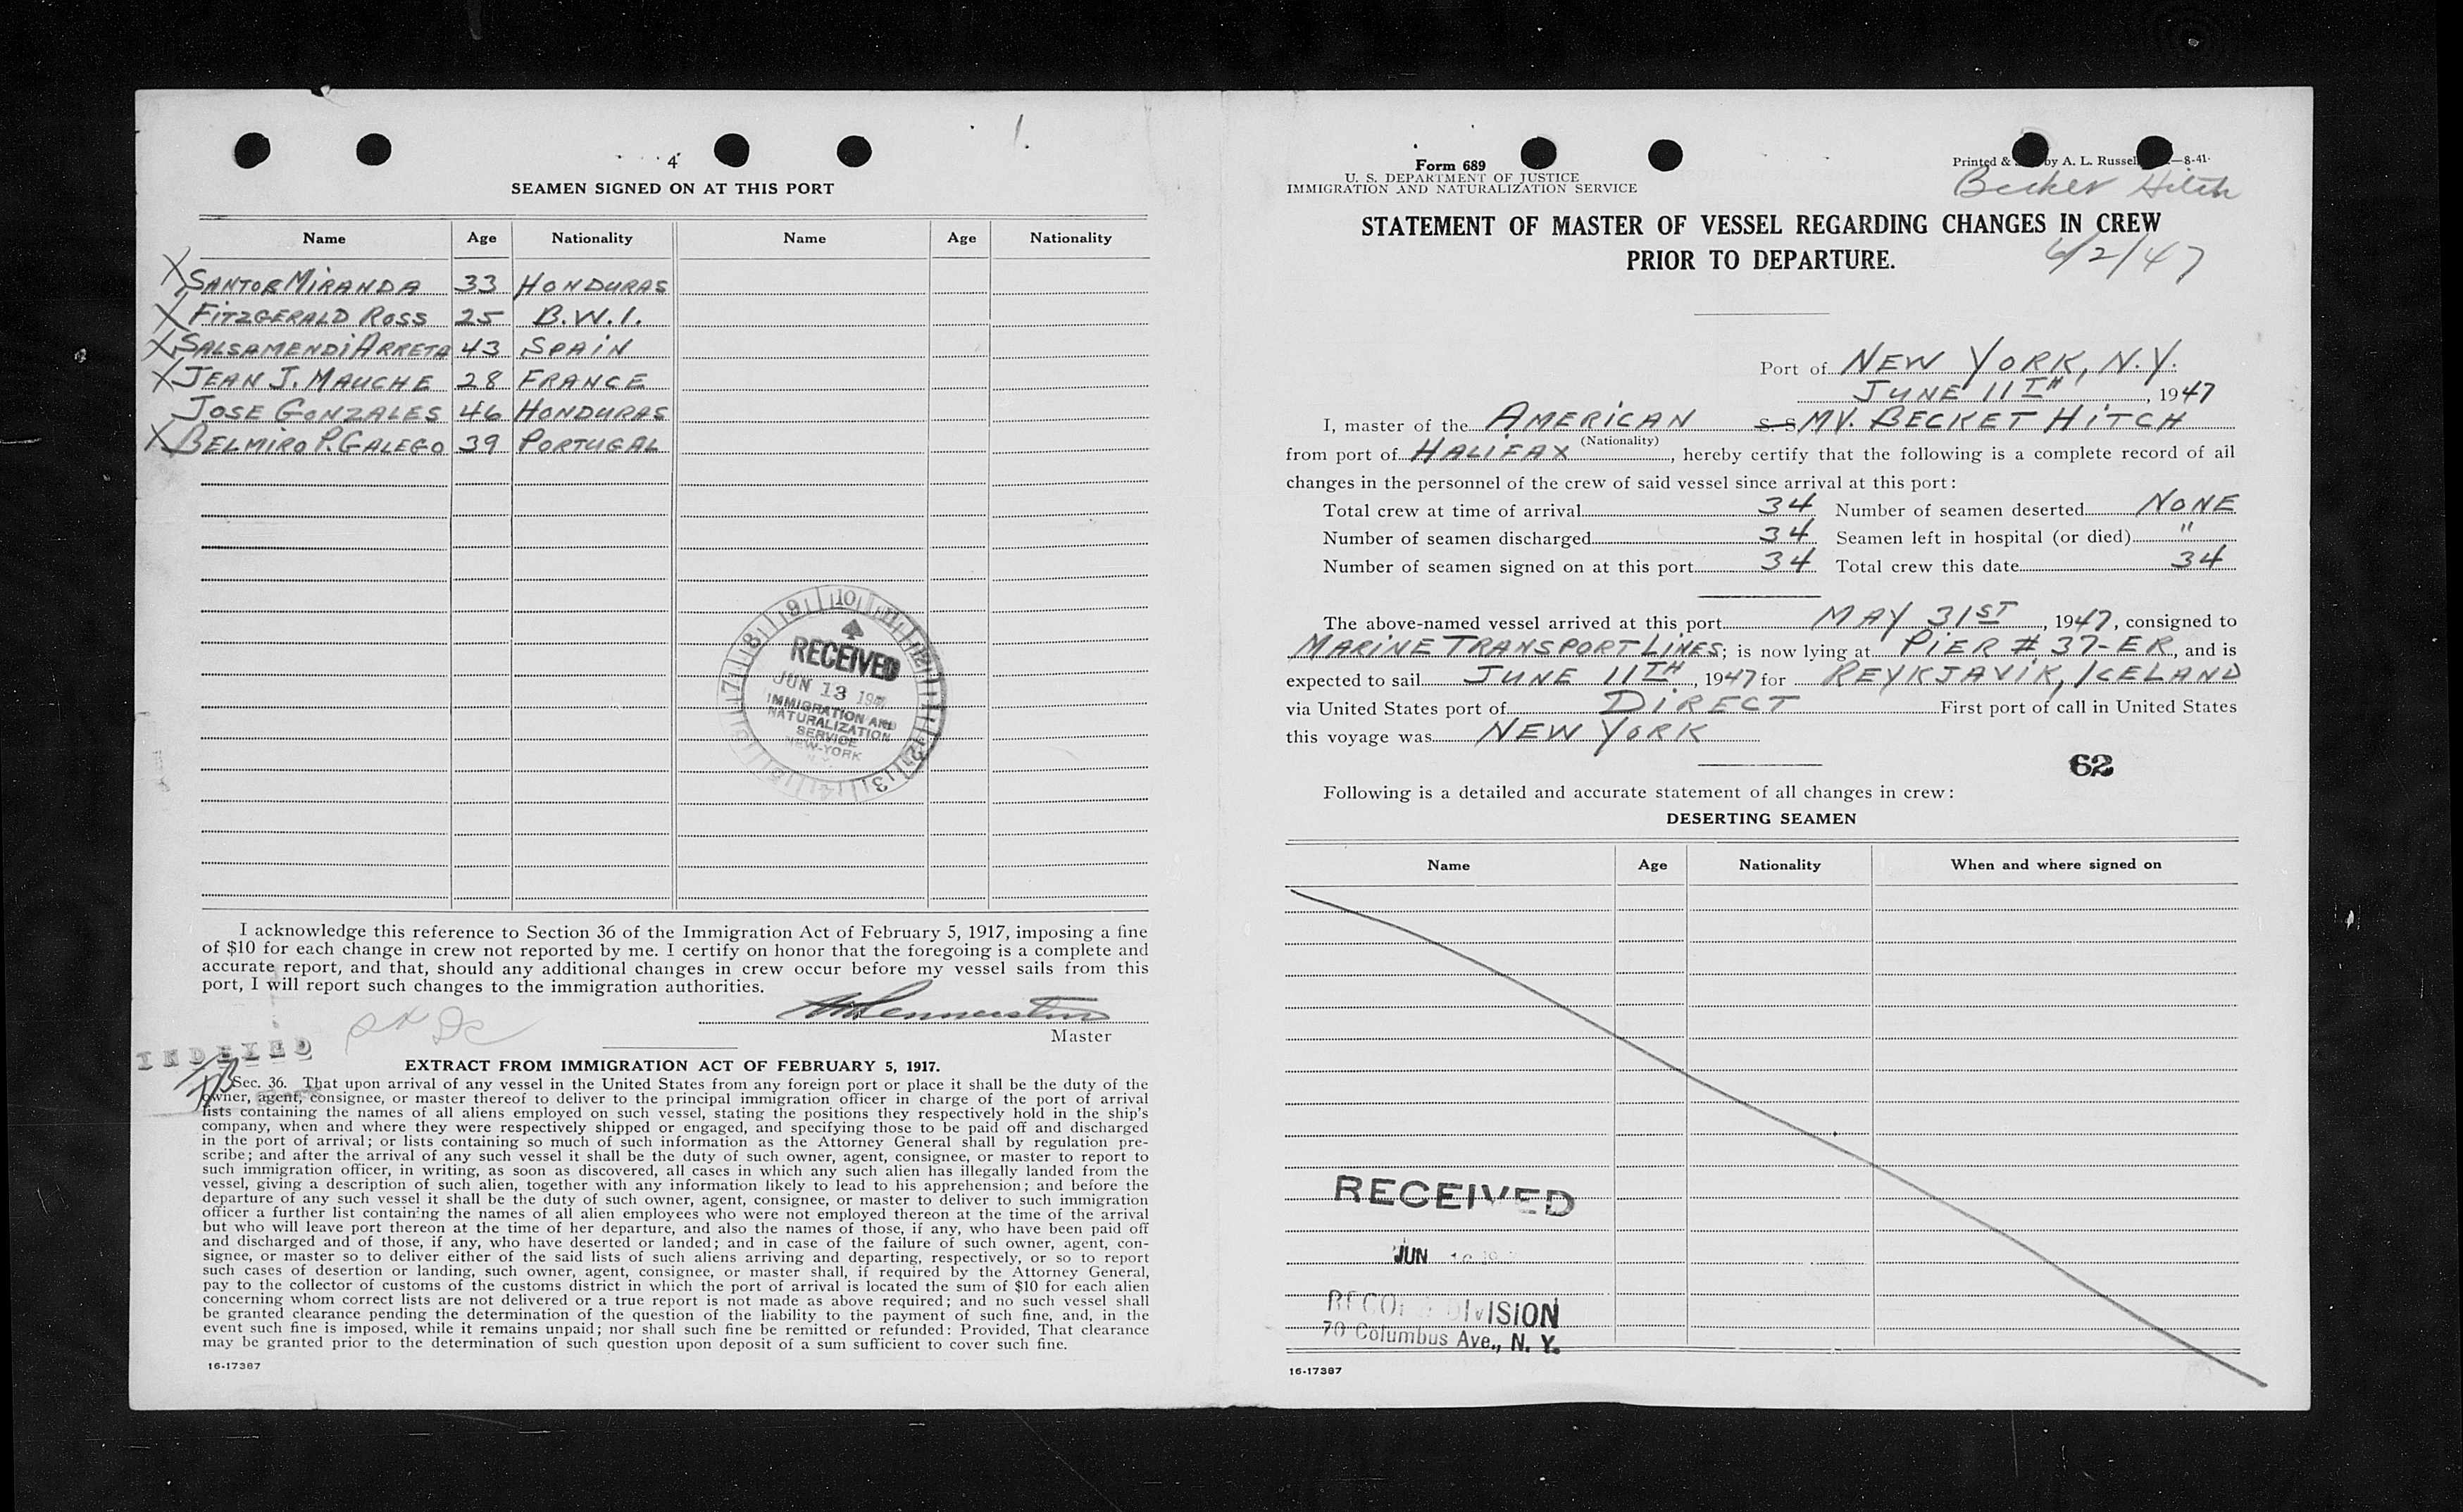 4
SEAMEN SIGNED ON AT THIS PORT
Name Age Nationality Name Age Nationality
X SANTOS MIRANDA 33 HONDURAS
X FITZGERALD ROSS 25 B.W.I.
X SALSAMENDI ARRETA 43 SPAIN
X JEAN J. MAUCHE 28 FRANCE
JOSE GONZALES 46 HONDURAS
X BELMIRO P. GALEGO 39 PORTUGAL
RECEIVED
JUN 13 1947
IMMIGRATION AND
NATURALIZATION
SERVICE
NEW-YORK
I acknowledge this reference to Section 36 of the Immigration Act of February 5, 1917, imposing a fine
of $10 for each change in crew not reported by me. I certify on honor that the foregoing is a complete and
accurate report, and that, should any additional changes in crew occur before my vessel sails from this
port, I will report such changes to the immigration authorities.
Master
INDEXED
EXTRACT FROM IMMIGRATION ACT OF FEBRUARY 5, 1917.
Sec. 36. That upon arrival of any vessel in the United States from any foreign port or place it shall be the duty of the
owner, agent, consignee, or master thereof to deliver to the principal immigration officer in charge of the port of arrival
lists containing the names of all aliens employed on such vessel, stating the positions they respectively hold in the ship's
company, when and where they were respectively shipped or engaged, and specifying those to be paid off and discharged
in the port of arrival; or lists containing so much of such information as the Attorney General shall by regulation pre-
scribe; and after the arrival of any such vessel it shall be the duty of such owner, agent, consignee, or master to report to
such immigration officer, in writing, as soon as discovered, all cases in which any such alien has illegally landed from the
vessel, giving a description of such alien, together with any information likely to lead to his apprehension; and before the
departure of any such vessel it shall be the duty of such owner, agent, consignee, or master to deliver to such immigration
officer a further list containing the names of all alien employees who were not employed thereon at the time of the arrival
but who will leave port thereon at the time of her departure, and also the names of those, if any, who have been paid off
and discharged and of those, if any, who have deserted or landed; and in case of the failure of such owner, agent, con-
signee, or master so to deliver either of the said lists of such aliens arriving and departing, respectively, or so to report
such cases of desertion or landing, such owner, agent, consignee, or master shall, if required by the Attorney General,
pay to the collector of customs of the customs district in which the port of arrival is located the sum of $10 for each alien
concerning whom correct lists are not delivered or a true report is not made as above required; and no such vessel shall
be granted clearance pending the determination of the question of the liability to the payment of such fine, and, in the
event such fine is imposed, while it remains unpaid; nor shall such fine be remitted or refunded: Provided, That clearance
may be granted prior to the determination of such question upon deposit of a sum sufficient to cover such fine.
16-17387
Form 689
U. S. DEPARTMENT OF JUSTICE
IMMIGRATION AND NATURALIZATION SERVICE
Printed & by A. L. Russell —8-41
Becket Hitch
STATEMENT OF MASTER OF VESSEL REGARDING CHANGES IN CREW
PRIOR TO DEPARTURE.
6/2/47
Port of NEW YORK, N.Y.
JUNE 11TH, 1947
I, master of the AMERICAN S. S. MV. BECKET HITCH
(Nationality)
from port of HALIFAX, hereby certify that the following is a complete record of all
changes in the personnel of the crew of said vessel since arrival at this port:
Total crew at time of arrival 34 Number of seamen deserted NONE
Number of seamen discharged 34 Seamen left in hospital (or died) "
Number of seamen signed on at this port 34 Total crew this date 34
The above-named vessel arrived at this port MAY 31ST, 1947, consigned to
MARINE TRANSPORT LINES; is now lying at PIER # 37-ER, and is
expected to sail JUNE 11TH, 1947 for REYKJAVIK, ICELAND
via United States port of DIRECT First port of call in United States
this voyage was NEW YORK
62
Following is a detailed and accurate statement of all changes in crew:
DESERTING SEAMEN
Name Age Nationality When and where signed on
RECEIVED
JUN
RECORD DIVISION
70 Columbus Ave., N. Y.
16-17387